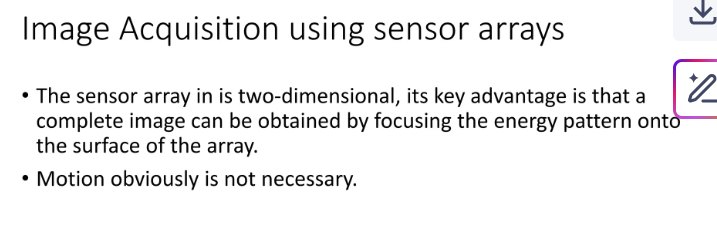 Image Acquisition using sensor arrays
• The sensor array in is two-dimensional, its key advantage is that a
complete image can be obtained by focusing the energy pattern onto
the surface of the array.
• Motion obviously is not necessary.